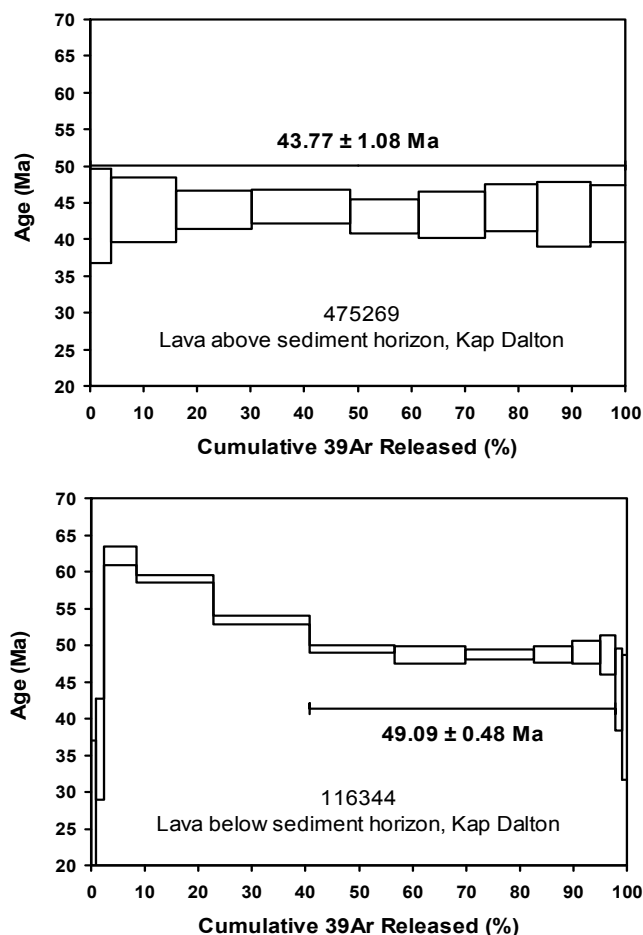 70
65
60
55
50
45
40
35
30
25
20
Age (Ma)
43.77 ± 1.08 Ma
475269
Lava above sediment horizon, Kap Dalton
0 10 20 30 40 50 60 70 80 90 100
Cumulative 39Ar Released (%)
70
65
60
55
50
45
40
35
30
25
20
Age (Ma)
49.09 ± 0.48 Ma
116344
Lava below sediment horizon, Kap Dalton
0 10 20 30 40 50 60 70 80 90 100
Cumulative 39Ar Released (%)